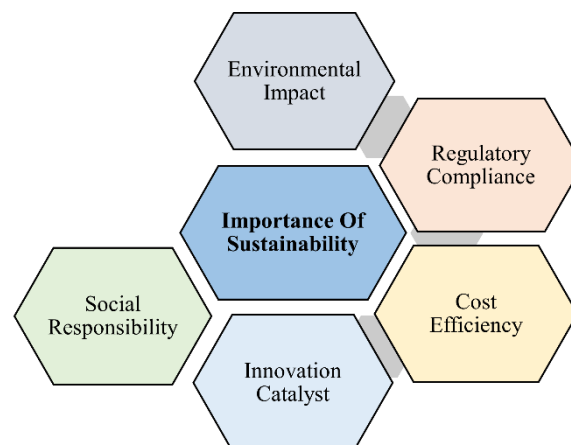 Environmental
Impact
Regulatory
Compliance
Importance Of
Sustainability
Cost
Efficiency
Social
Responsibility
Innovation
Catalyst